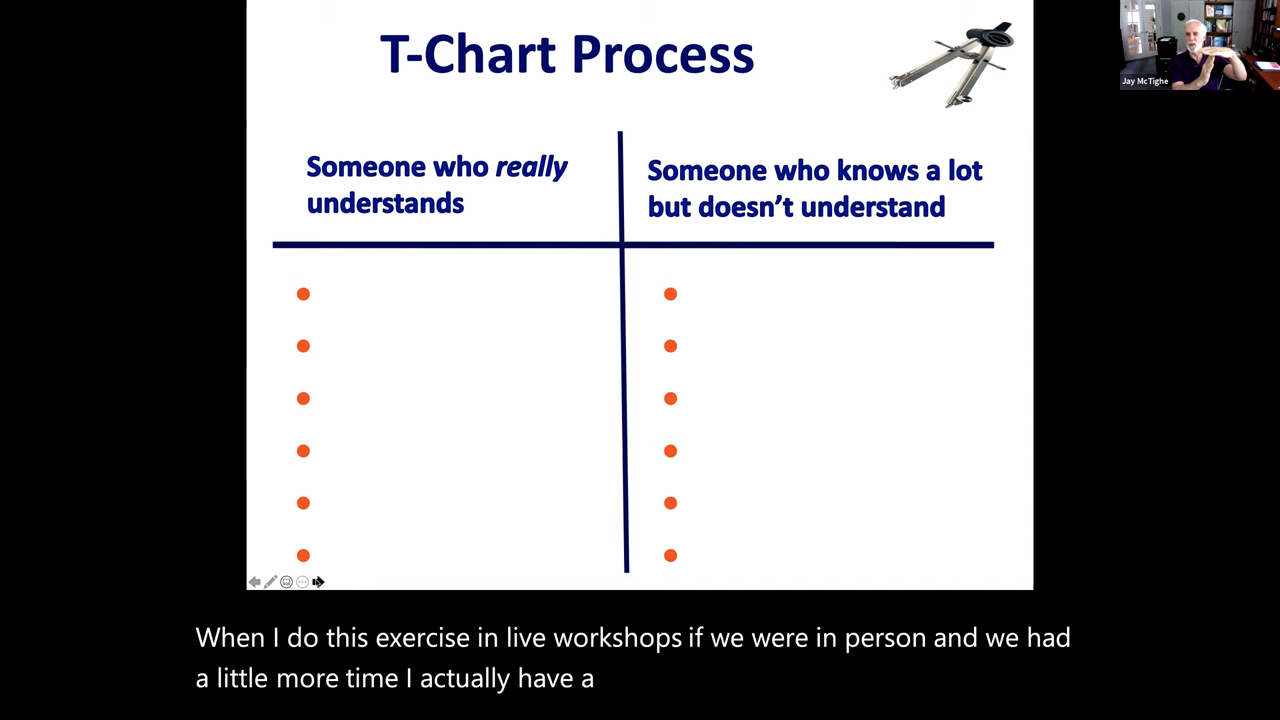 T-Chart Process
Jay McTighe
Someone who really
understands
Someone who knows a lot
but doesn't understand
When I do this exercise in live workshops if we were in person and we had
a little more time I actually have a